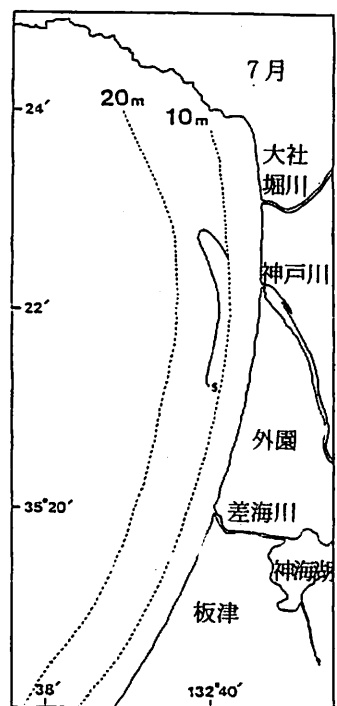 7月
24′
20m
10m
大社
堀川
神戸川
22′
s
外園
35°20′
差海川
神海湖
板津
38′
132°40′